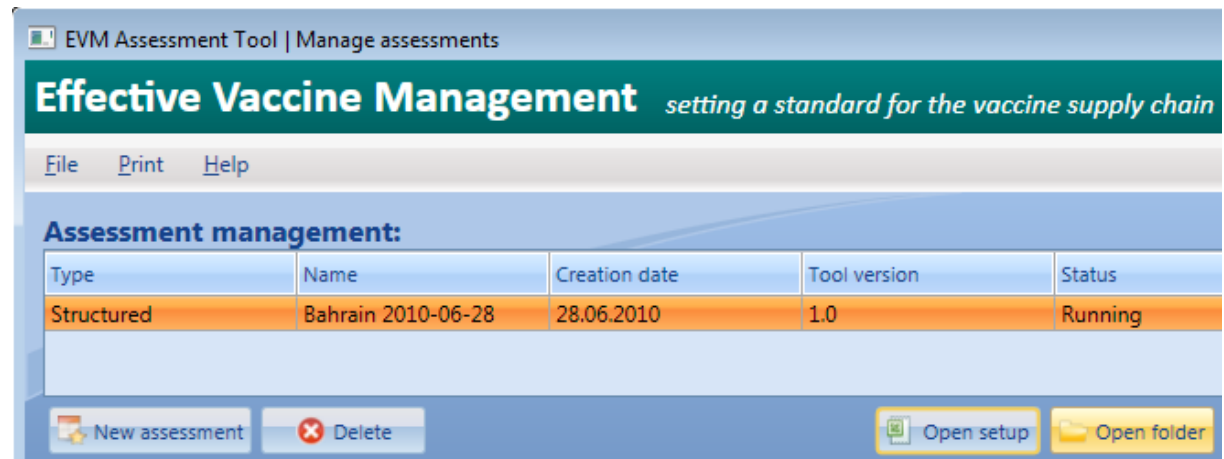 EVM Assessment Tool | Manage assessments
Effective Vaccine Management setting a standard for the vaccine supply chain
File Print Help
Assessment management:
Type Name Creation date Tool version Status
Structured Bahrain 2010-06-28 28.06.2010 1.0 Running
New assessment Delete Open setup Open folder